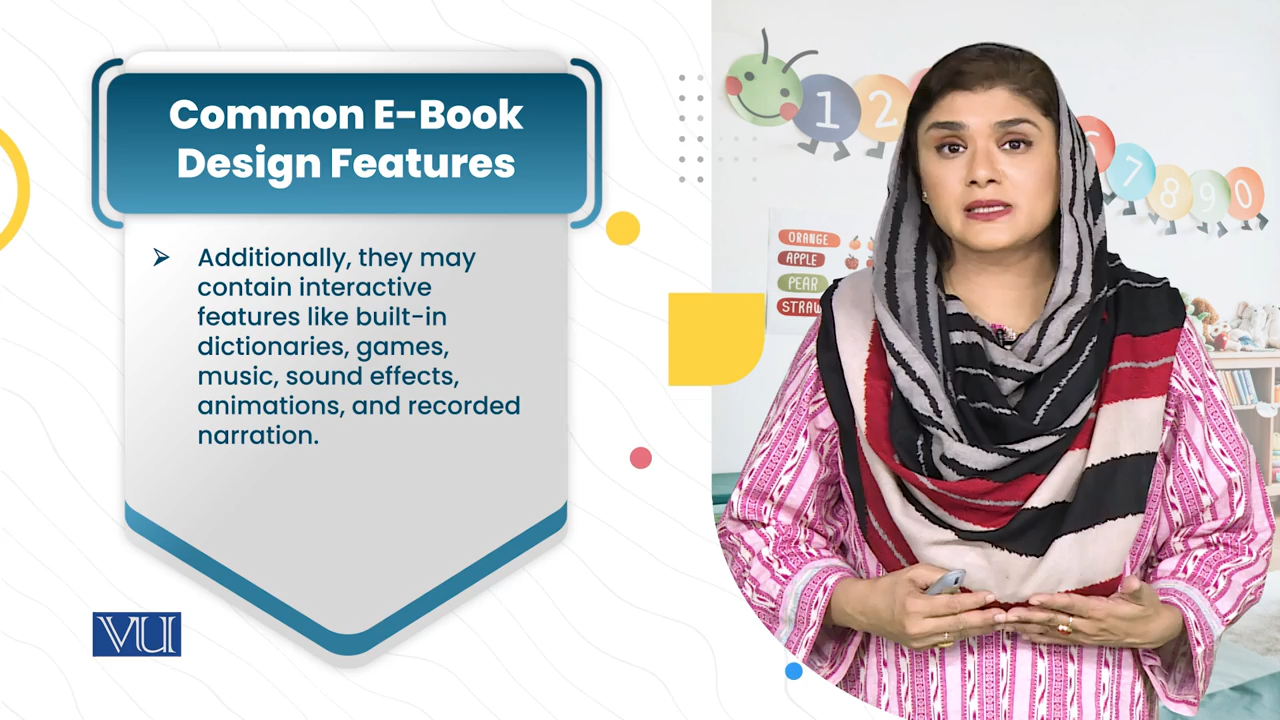 Common E-Book
Design Features
➢ Additionally, they may
contain interactive
features like built-in
dictionaries, games,
music, sound effects,
animations, and recorded
narration.
VU
1 2
6 7 8 9 0
ORANGE
APPLE
PEAR